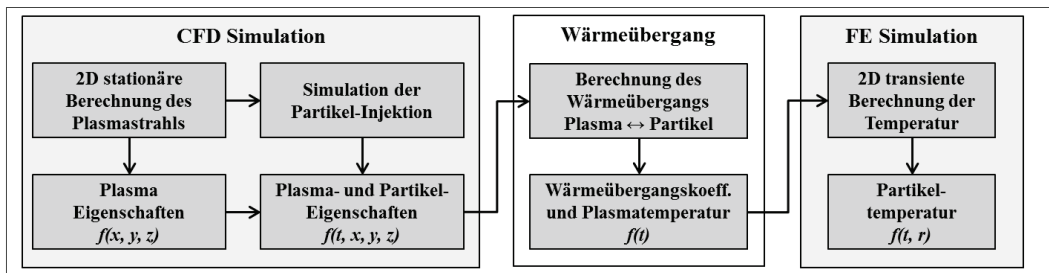 CFD Simulation
2D stationäre
Berechnung des
Plasmastrahls
Simulation der
Partikel-Injektion
Plasma
Eigenschaften
f(x, y, z)
Plasma- und Partikel-
Eigenschaften
f(t, x, y, z)
Wärmeübergang
Berechnung des
Wärmeübergangs
Plasma ↔ Partikel
Wärmeübergangskoeff.
und Plasmatemperatur
f(t)
FE Simulation
2D transiente
Berechnung der
Temperatur
Partikel-
temperatur
f(t, r)